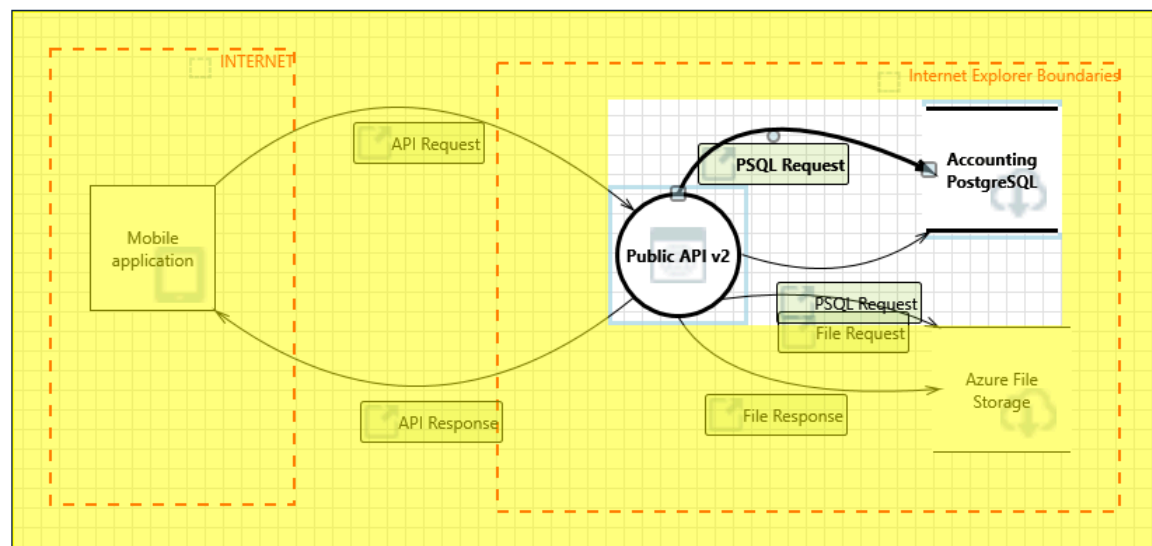 INTERNET
Internet Explorer Boundaries
API Request
PSQL Request
Accounting
PostgreSQL
Mobile
application
Public API v2
PSQL Request
File Request
Azure File
Storage
API Response
File Response